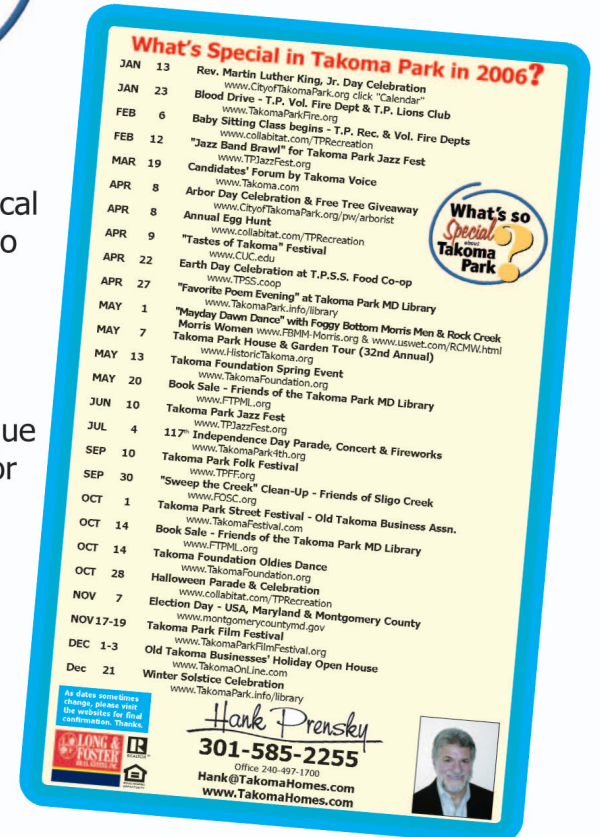 cal
o
ue
or
What's Special in Takoma Park in 2006?
JAN 13 Rev. Martin Luther King, Jr. Day Celebration
www.CityofTakomaPark.org click "Calendar"
JAN 23 Blood Drive - T.P. Vol. Fire Dept & T.P. Lions Club
www.TakomaParkFire.org
FEB 6 Baby Sitting Class begins - T.P. Rec. & Vol. Fire Depts
www.collabitat.com/TPRecreation
FEB 12 "Jazz Band Brawl" for Takoma Park Jazz Fest
www.TPJazzFest.org
MAR 19 Candidates' Forum by Takoma Voice
www.Takoma.com
APR 8 Arbor Day Celebration & Free Tree Giveaway
www.CityofTakomaPark.org/pw/arborist
APR 8 Annual Egg Hunt
www.collabitat.com/TPRecreation
APR 9 "Tastes of Takoma" Festival
www.CUC.edu
APR 22 Earth Day Celebration at T.P.S.S. Food Co-op
www.TPSS.coop
APR 27 "Favorite Poem Evening" at Takoma Park MD Library
www.TakomaPark.info/library
MAY 1 "Mayday Dawn Dance" with Foggy Bottom Morris Men & Rock Creek
Morris Women www.FBMM-Morris.org & www.uswet.com/RCMW.html
MAY 7 Takoma Park House & Garden Tour (32nd Annual)
www.HistoricTakoma.org
MAY 13 Takoma Foundation Spring Event
www.TakomaFoundation.org
MAY 20 Book Sale - Friends of the Takoma Park MD Library
www.FTPML.org
JUN 10 Takoma Park Jazz Fest
www.TPJazzFest.org
JUL 4 117th Independence Day Parade, Concert & Fireworks
www.TakomaPark4th.org
SEP 10 Takoma Park Folk Festival
www.TPFF.org
SEP 30 "Sweep the Creek" Clean-Up - Friends of Sligo Creek
www.FOSC.org
OCT 1 Takoma Park Street Festival - Old Takoma Business Assn.
www.TakomaFestival.com
OCT 14 Book Sale - Friends of the Takoma Park MD Library
www.FTPML.org
OCT 14 Takoma Foundation Oldies Dance
www.TakomaFoundation.org
OCT 28 Halloween Parade & Celebration
www.collabitat.com/TPRecreation
NOV 7 Election Day - USA, Maryland & Montgomery County
www.montgomerycountymd.gov
NOV 17-19 Takoma Park Film Festival
www.TakomaParkFilmFestival.org
DEC 1-3 Old Takoma Businesses' Holiday Open House
www.TakomaOnLine.com
Dec 21 Winter Solstice Celebration
www.TakomaPark.info/library
What's so
Special
about
Takoma
Park
?
As dates sometimes
change, please visit
the websites for final
confirmation. Thanks.
LONG &
FOSTER
REALTOR
Hank Prensky
301-585-2255
Office 240-497-1700
Hank@TakomaHomes.com
www.TakomaHomes.com